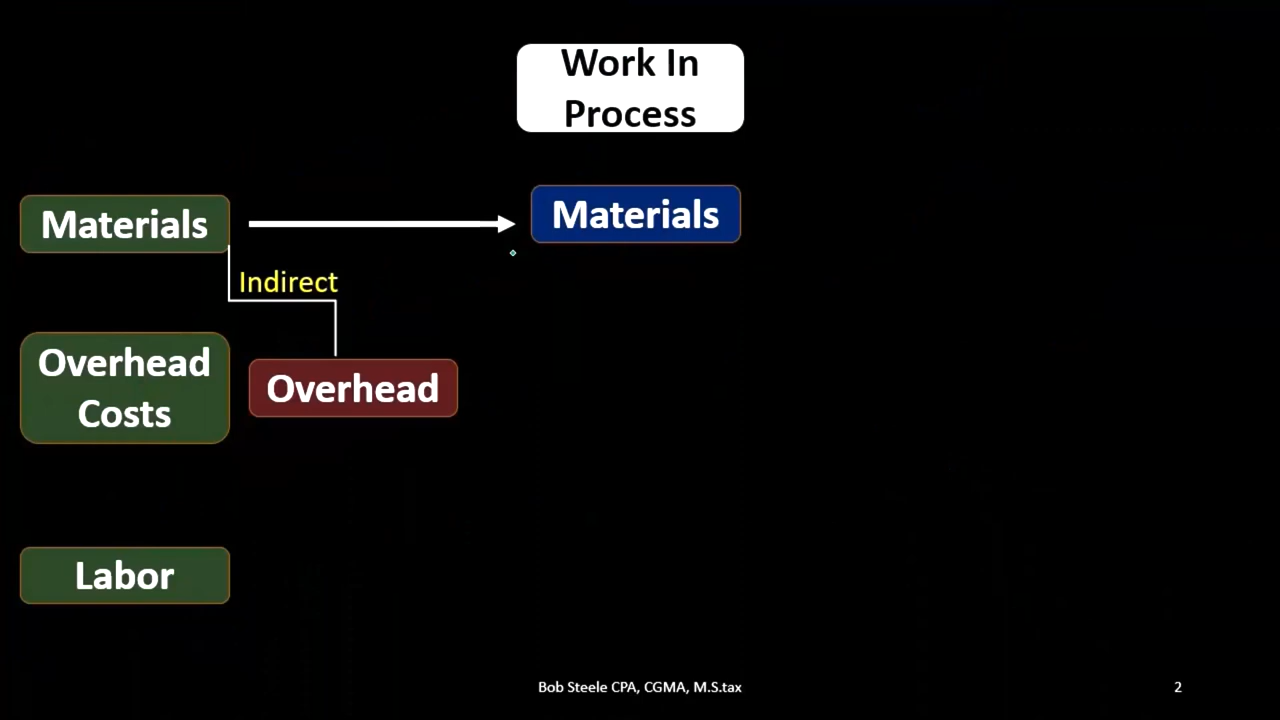 Work In
Process
Materials
Materials
Indirect
Overhead
Costs
Overhead
Labor
Bob Steele CPA, CGMA, M.S.tax
2